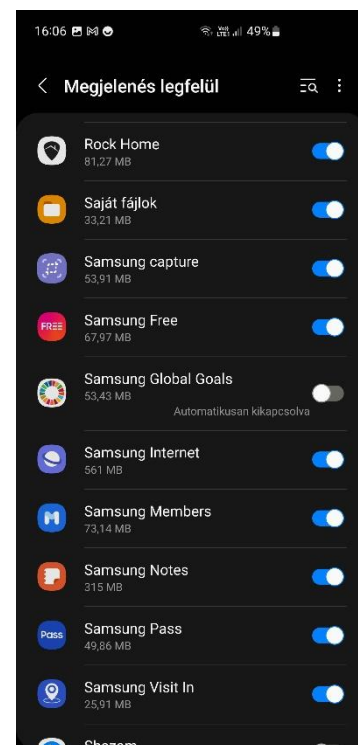 16:06 49%
Megjelenés legfelül
Rock Home
81,27 MB
Saját fájlok
33,21 MB
Samsung capture
53,91 MB
FREE
Samsung Free
67,97 MB
Samsung Global Goals
53,43 MB
Automatikusan kikapcsolva
Samsung Internet
561 MB
Samsung Members
73,14 MB
Samsung Notes
315 MB
Pass
Samsung Pass
49,86 MB
Samsung Visit In
25,91 MB
Shazam